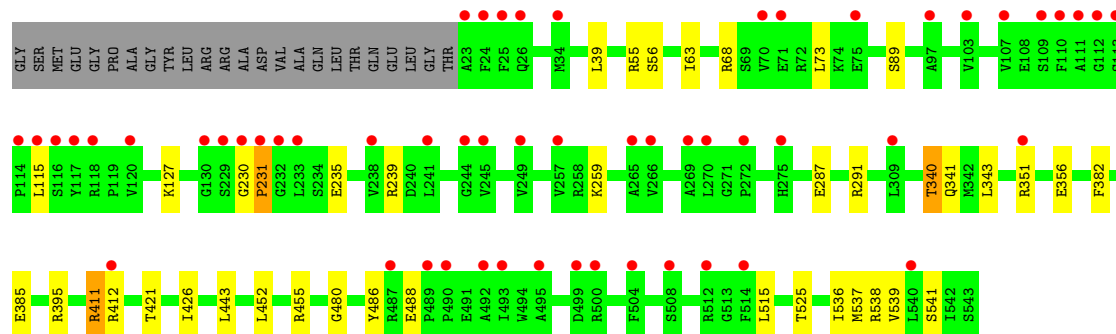 GLY SER MET GLU GLY PRO ALA GLY TYR LEU ARG ARG ALA ASP VAL ALA GLN LEU THR GLN GLU LEU GLY THR A23 F24 F25 Q26 M34 L39 R55 S56 I63 R68 S69 V70 E71 R72 L73 K74 E75 S89 A97 V103 V107 E108 S109 F110 A111 G112
P114 L115 S116 Y117 R118 P119 V120 K127 G130 S229 G230 P231 G232 L233 S234 E235 V238 R239 D240 L241 G244 V245 V249 V257 R258 K259 A265 V266 A269 L270 G271 P272 H275 E287 R291 L309 T340 Q341 M342 L343 R351 E356 F382
E385 R395 R411 R412 T421 I426 L443 L452 R455 G480 Y486 R487 E488 P489 P490 E491 A492 I493 W494 A495 D499 R500 F504 S508 R512 G513 F514 L515 T525 I536 M537 R538 V539 L540 S541 I542 S543